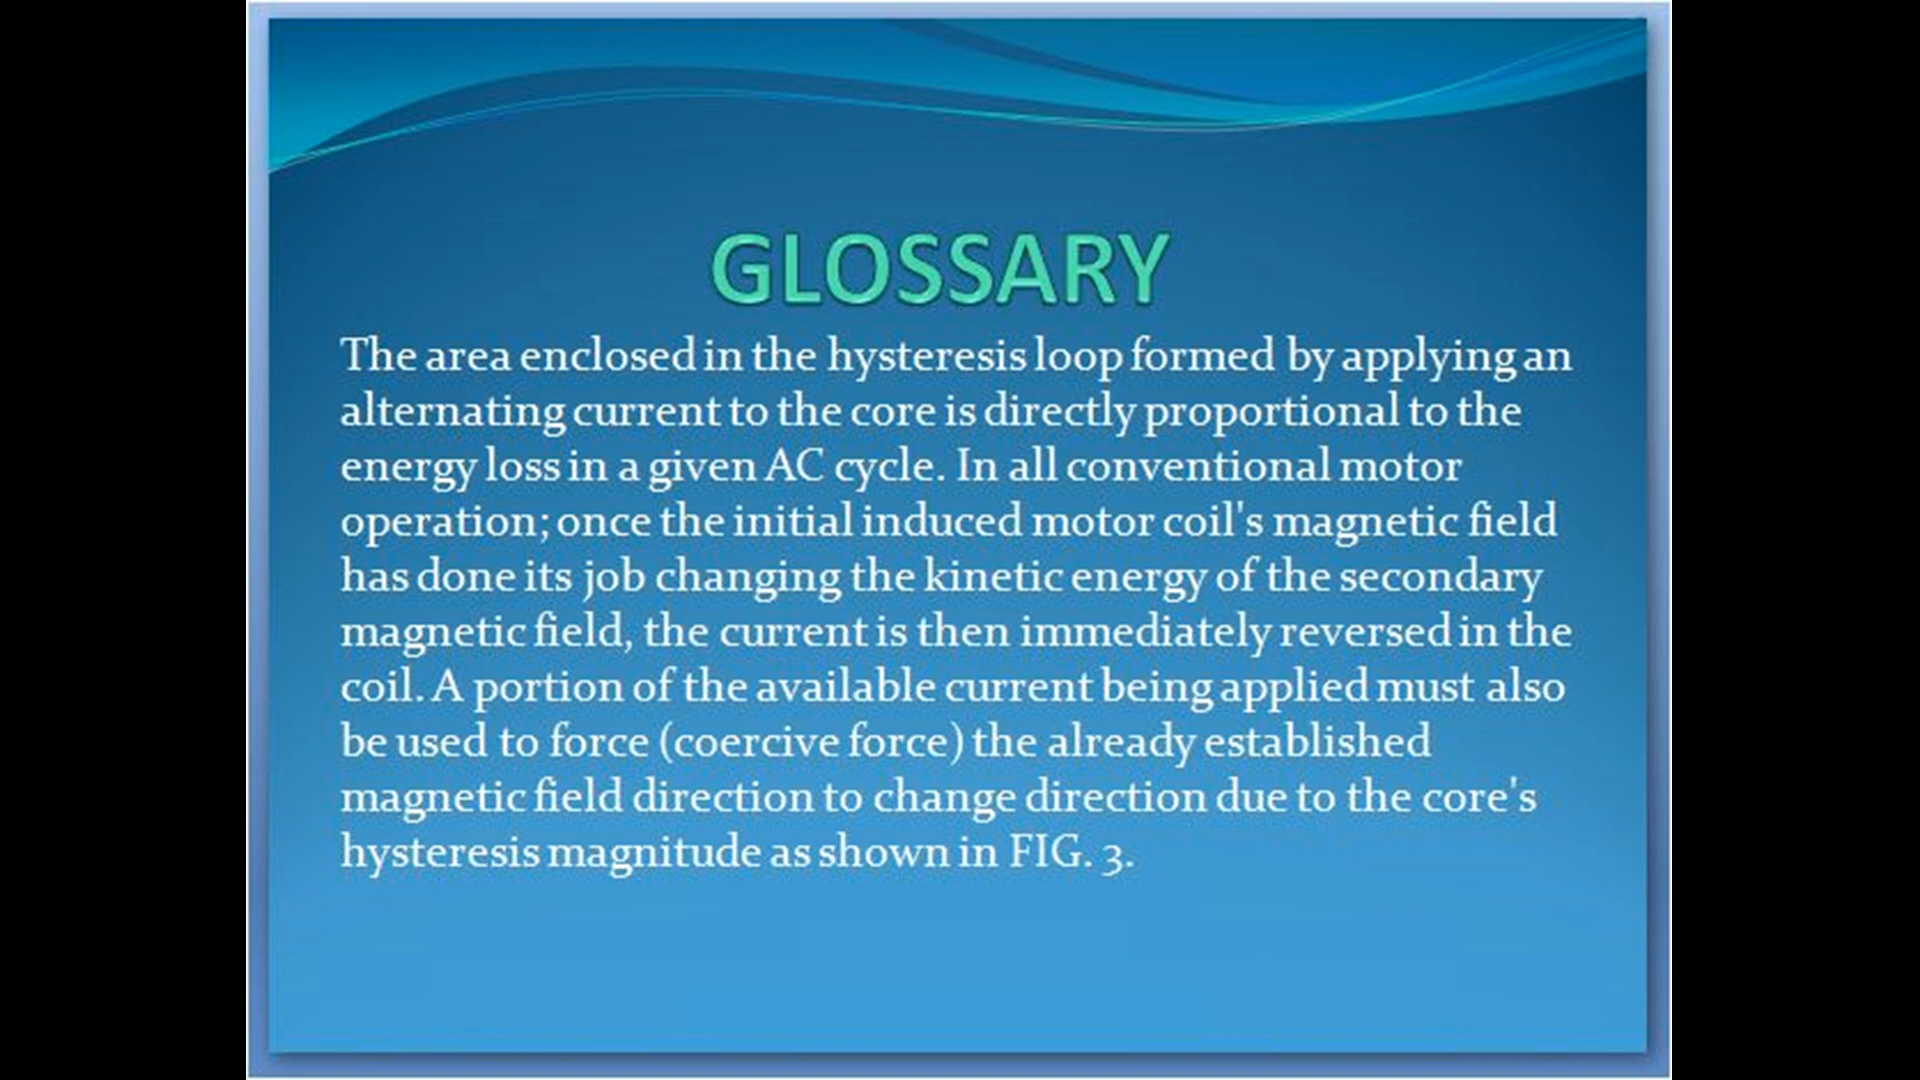 GLOSSARY
The area enclosed in the hysteresis loop formed by applying an
alternating current to the core is directly proportional to the
energy loss in a given AC cycle. In all conventional motor
operation; once the initial induced motor coil's magnetic field
has done its job changing the kinetic energy of the secondary
magnetic field, the current is then immediately reversed in the
coil. A portion of the available current being applied must also
be used to force (coercive force) the already established
magnetic field direction to change direction due to the core's
hysteresis magnitude as shown in FIG. 3.